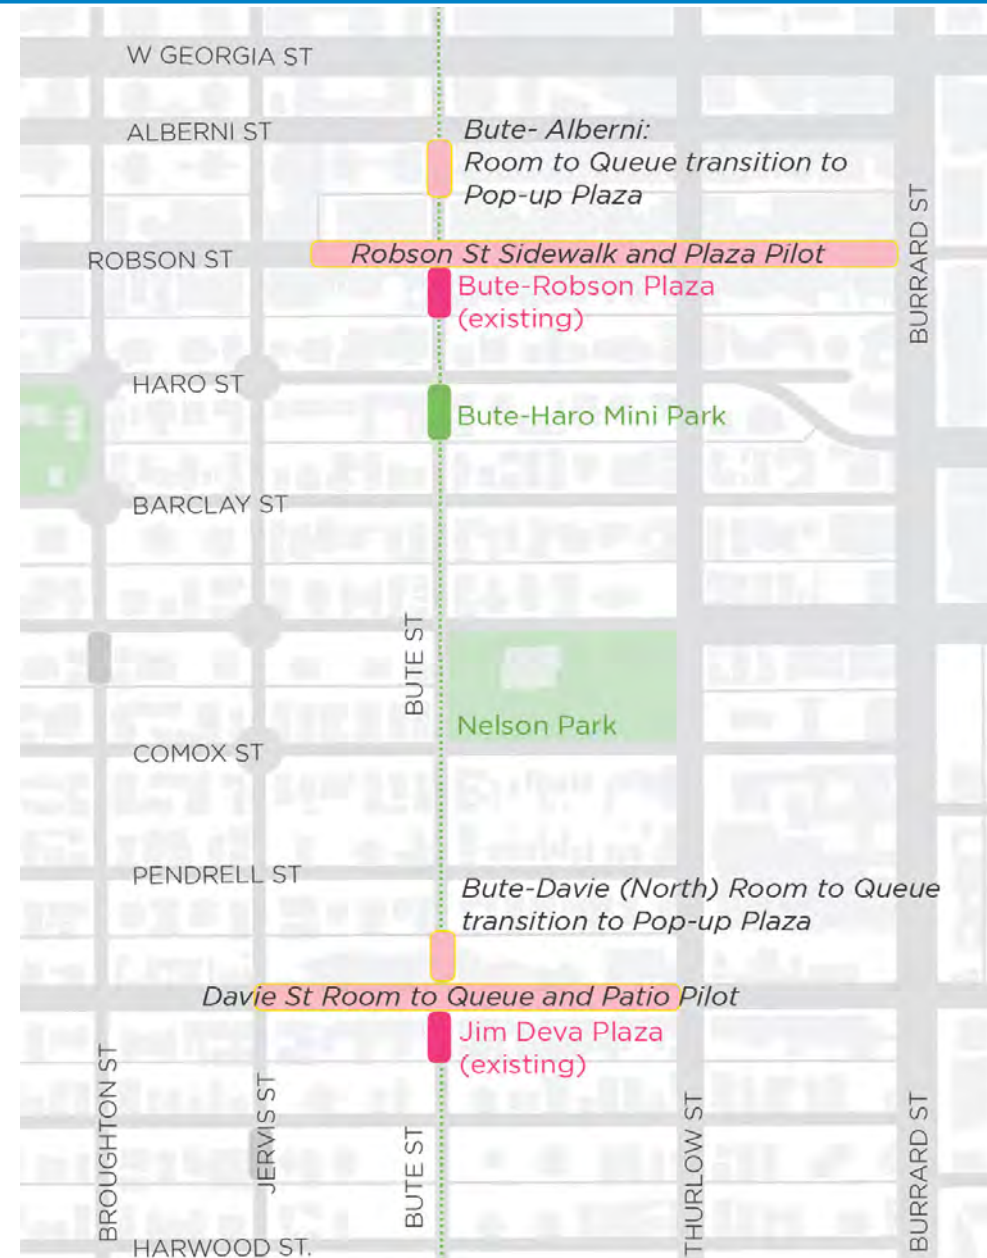 W GEORGIA ST
ALBERNI ST
Bute- Alberni:
Room to Queue transition to
Pop-up Plaza
BURRARD ST
ROBSON ST
Robson St Sidewalk and Plaza Pilot
Bute-Robson Plaza
(existing)
HARO ST
Bute-Haro Mini Park
BARCLAY ST
BUTE ST
Nelson Park
COMOX ST
PENDRELL ST
Bute-Davie (North) Room to Queue
transition to Pop-up Plaza
Davie St Room to Queue and Patio Pilot
Jim Deva Plaza
(existing)
BROUGHTON ST
JERVIS ST
BUTE ST
THURLOW ST
BURRARD ST
HARWOOD ST.